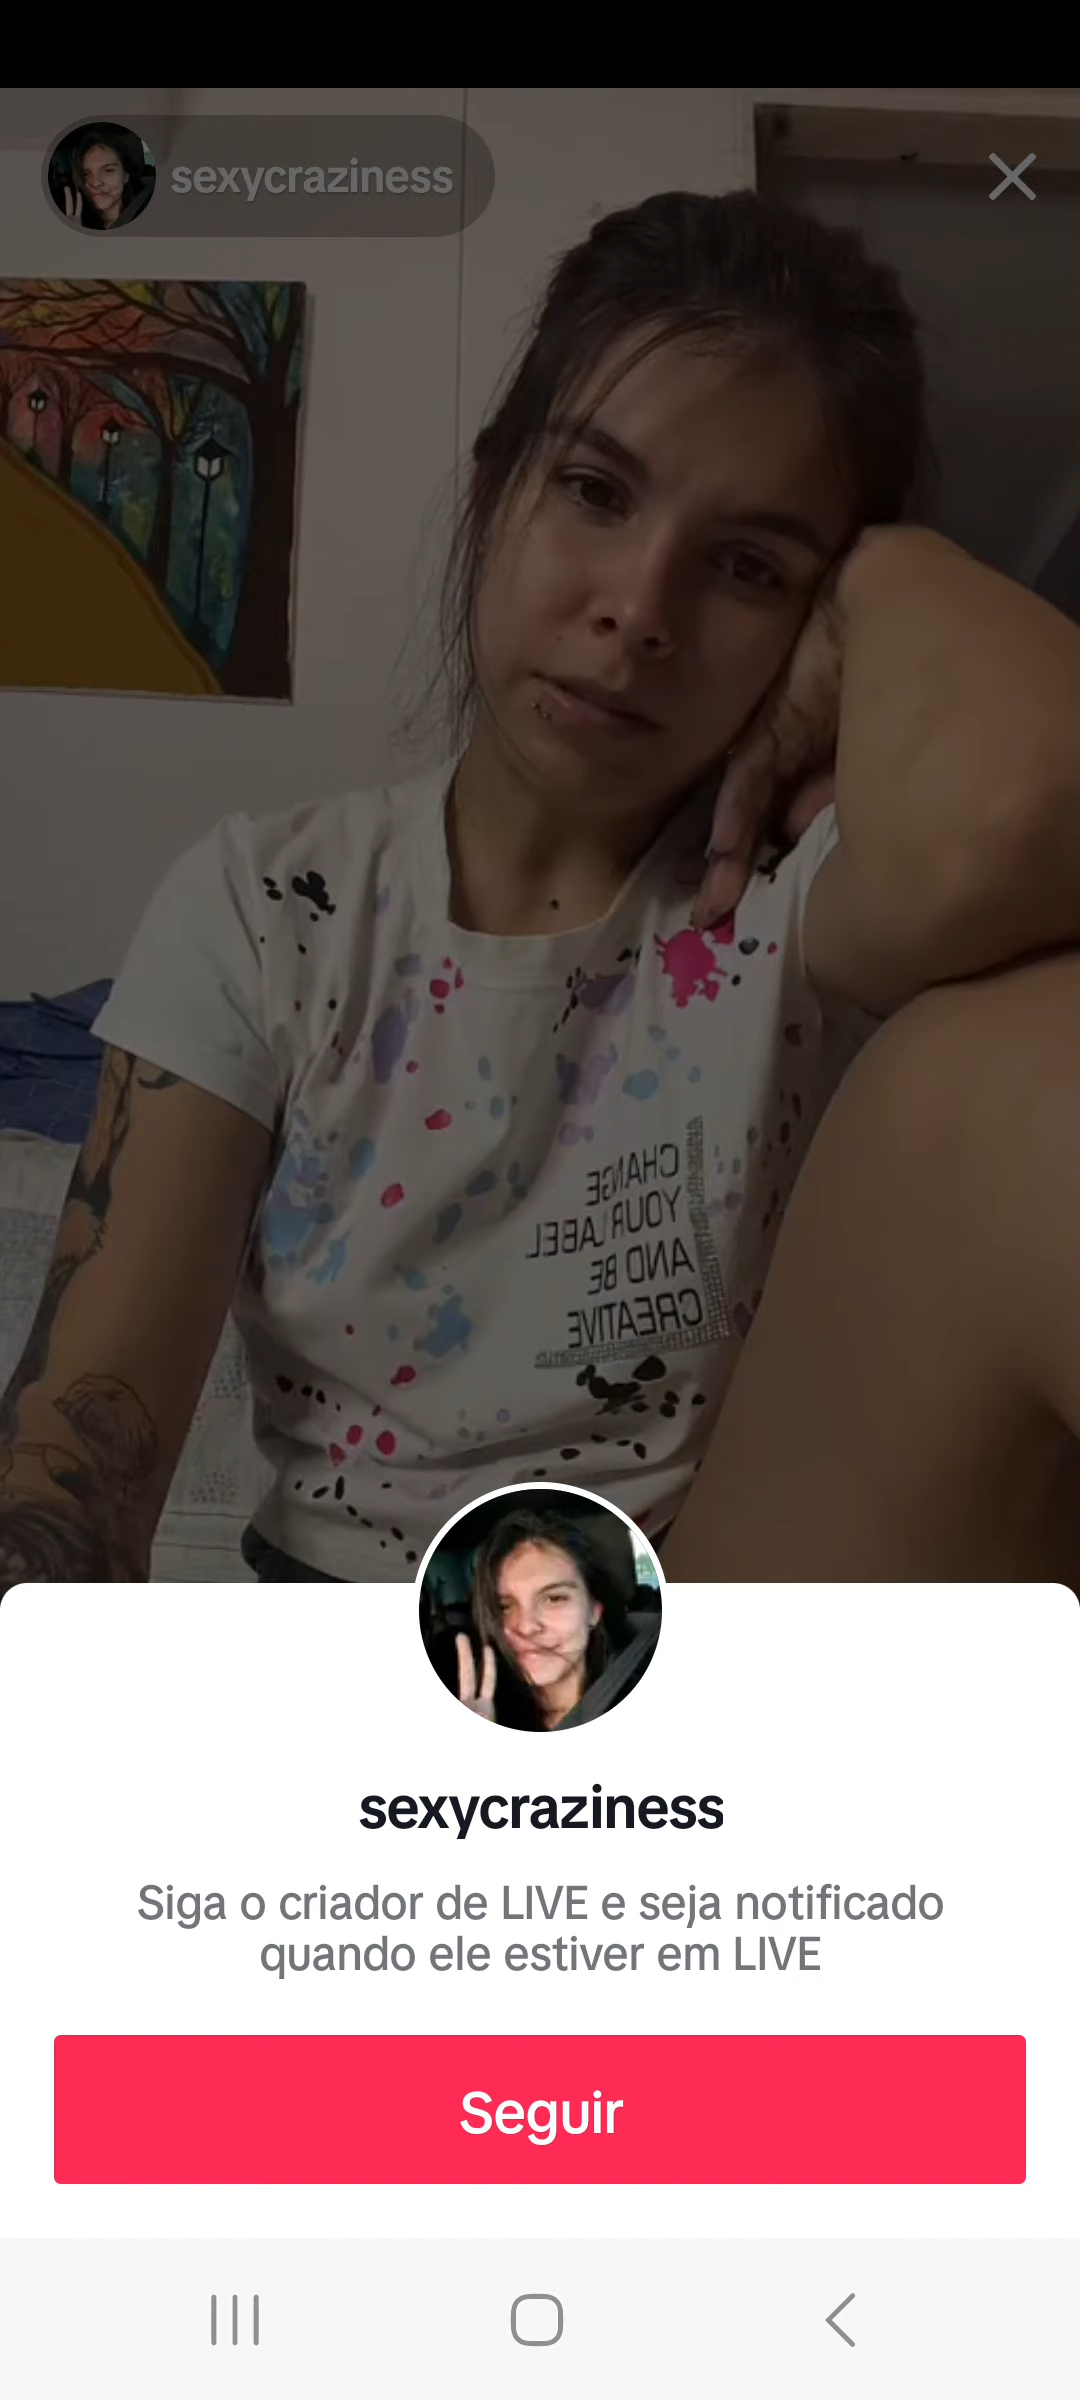 sexycraziness
CHANGE
YOUR LABEL
AND BE
CREATIVE
sexycraziness
Siga o criador de LIVE e seja notificado
quando ele estiver em LIVE
Seguir